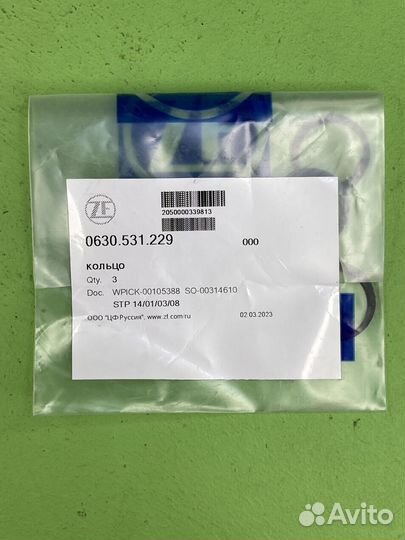 ZF
ZF
2050000339813
0630.531.229 000
кольцо
Qty. 3
Doc. WPICK-00105388 SO-00314610
STP 14/01/03/08
ООО "ЦФ Руссия". www.zf.com/ru 02.03.2023
Avito